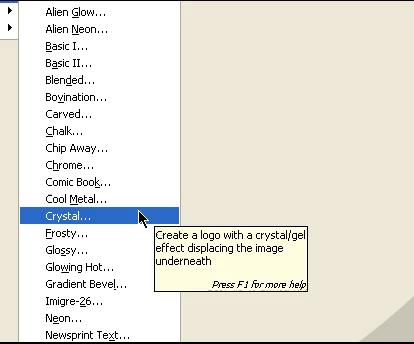 Alien Glow...
Alien Neon...
Basic I...
Basic II...
Blended...
Bovination...
Carved...
Chalk...
Chip Away...
Chrome...
Comic Book...
Cool Metal...
Crystal...
Frosty...
Glossy...
Glowing Hot...
Gradient Bevel...
Imigre-26...
Neon...
Newsprint Text...
Create a logo with a crystal/gel
effect displacing the image
underneath
Press F1 for more help